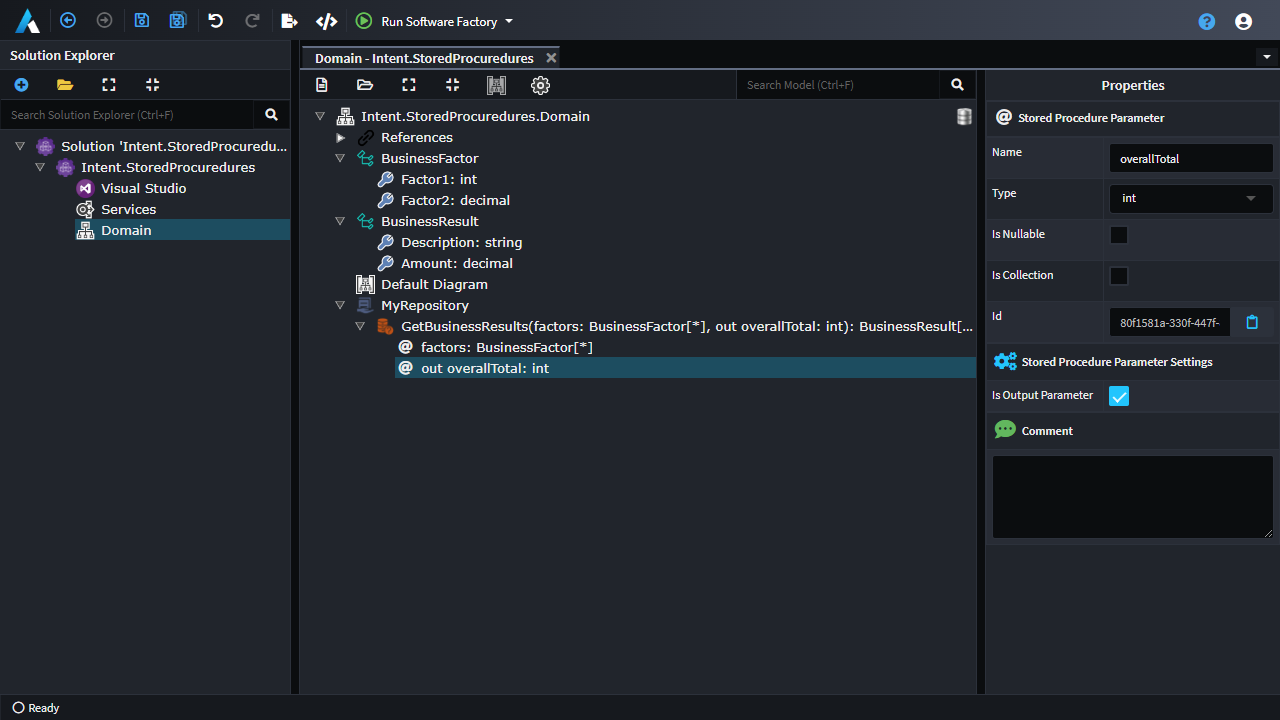 Run Software Factory
Solution Explorer
Search Solution Explorer (Ctrl+F)
Solution 'Intent.StoredProcuredu...
Intent.StoredProcuredures
Visual Studio
Services
Domain
Domain - Intent.StoredProcuredures
Search Model (Ctrl+F)
Intent.StoredProcuredures.Domain
References
BusinessFactor
Factor1: int
Factor2: decimal
BusinessResult
Description: string
Amount: decimal
Default Diagram
MyRepository
GetBusinessResults(factors: BusinessFactor[*], out overallTotal: int): BusinessResult[...
@ factors: BusinessFactor[*]
@ out overallTotal: int
Properties
@ Stored Procedure Parameter
Name
overallTotal
Type
int
Is Nullable
Is Collection
Id
80f1581a-330f-447f-
Stored Procedure Parameter Settings
Is Output Parameter
Comment
Ready